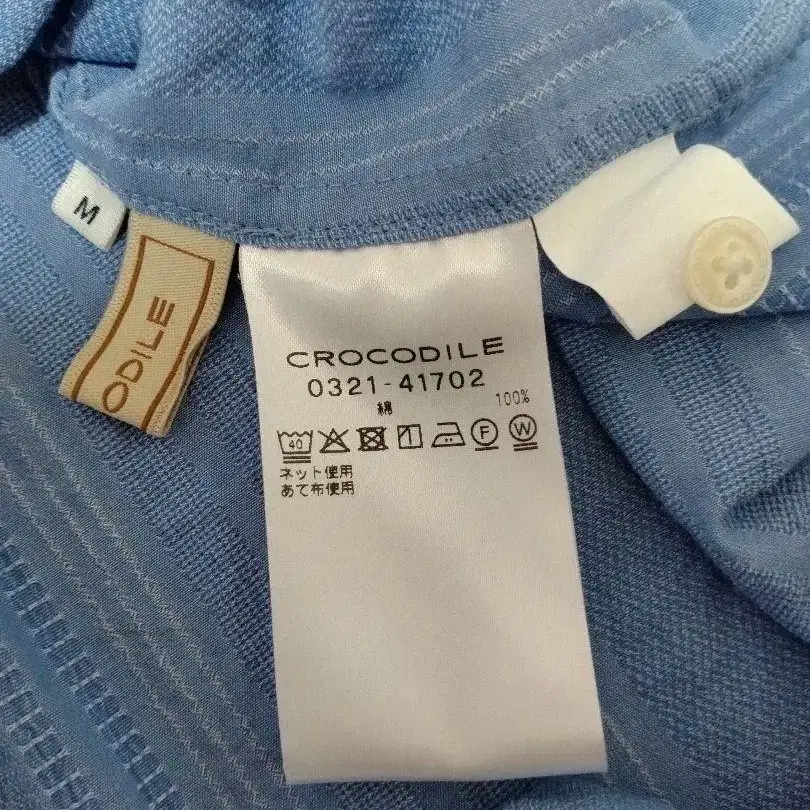 M
ODILE
CROCODILE
0321-41702
綿 100%
40 F W
ネット使用
あて布使用